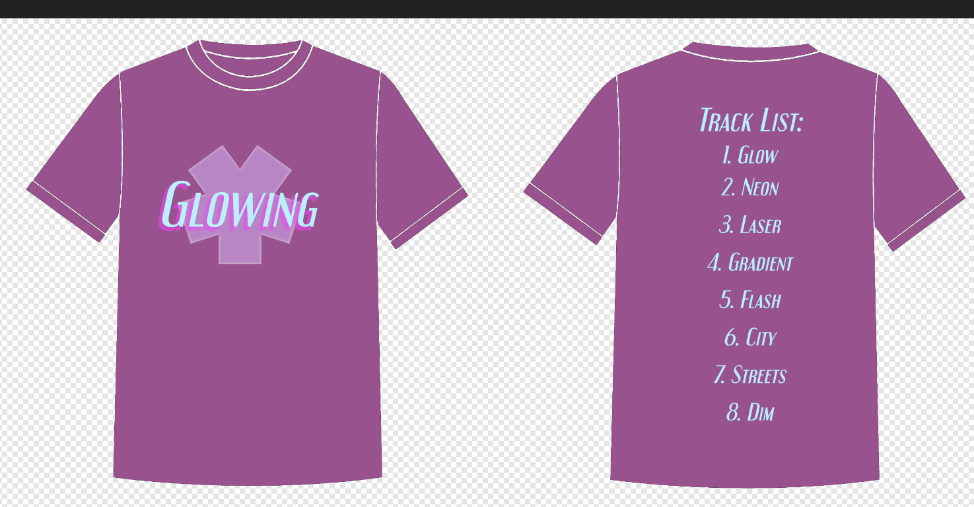 Glowing
Track List:
1. Glow
2. Neon
3. Laser
4. Gradient
5. Flash
6. City
7. Streets
8. Dim